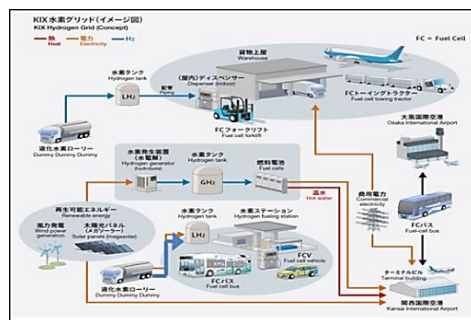 KIX 水素グリッド(イメージ図)
KIX Hydrogen Grid (Concept)
熱
Heat
電力
Electricity
H₂
FC = Fuel Cell
貨物上屋
Warehouse
水素タンク
Hydrogen tank
LH₂
配管
Piping
(屋内)ディスペンサー
Dispenser (indoor)
FCフォークリフト
Fuel cell forklift
FCトーイングトラクター
Fuel cell towing tractor
液化水素ローリー
Dummy Dummy Dummy
大阪国際空港
Osaka International Airport
水素発生装置
(水電解)
Hydrogen generator
水素タンク
Hydrogen tank
GH₂
燃料電池
Fuel cells
温水
Hot water
商用電力
Commercial
electricity
FCバス
Fuel-cell bus
再生可能エネルギー
Renewable energy
風力発電
Wind power
generation
太陽光パネル
(メガソーラー)
Solar panels (megasolar)
水素タンク
Hydrogen tank
LH₂
水素ステーション
Hydrogen fueling station
FCV
Fuel cell vehicle
FCバス
Fuel cell bus
液化水素ローリー
Dummy Dummy Dummy
ターミナルビル
Terminal building
関西国際空港
Kansai International Airport